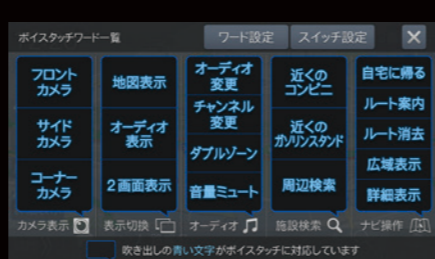 ボイスタッチワード一覧
ワード設定
スイッチ設定
フロント
カメラ
サイド
カメラ
コーナー
カメラ
カメラ表示
地図表示
オーディオ
表示
2画面表示
表示切換
オーディオ
変更
チャンネル
変更
ダブルゾーン
音量ミュート
オーディオ
近くの
コンビニ
近くの
ガソリンスタンド
周辺検索
施設検索
自宅に帰る
ルート案内
ルート消去
広域表示
詳細表示
ナビ操作
吹き出しの青い文字がボイスタッチに対応しています